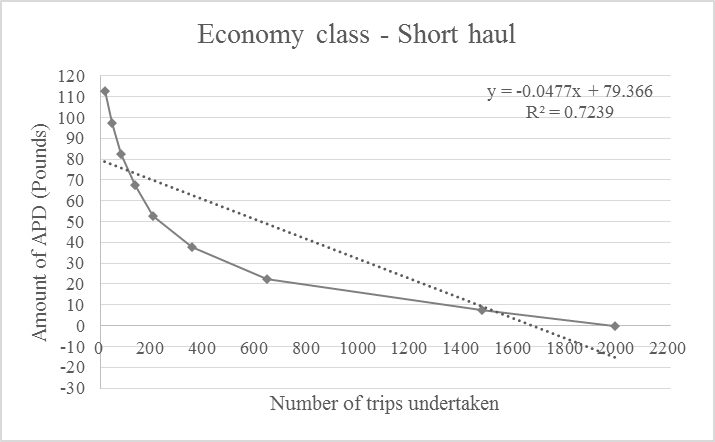 Economy class - Short haul
y = -0.0477x + 79.366
R² = 0.7239
Amount of APD (Pounds)
120
110
100
90
80
70
60
50
40
30
20
10
0
-10
-20
-30
0 200 400 600 800 1000 1200 1400 1600 1800 2000 2200
Number of trips undertaken